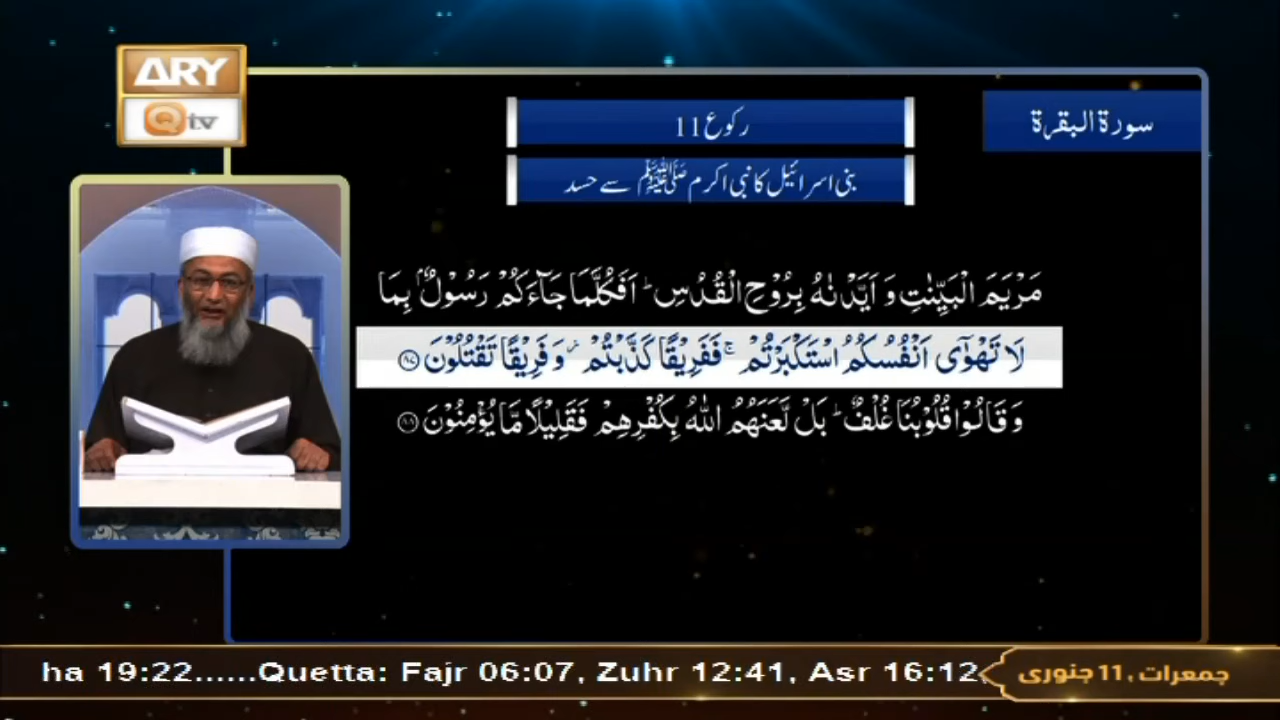 ARY
Qtv
سورۃ البقرۃ
رکوع 11
بنی اسرائیل کا نبی اکرم ﷺ سے حسد
مَرْیَمَ الْبَیِّنٰتِ وَ اَیَّدْنٰهُ بِرُوْحِ الْقُدُسِ ؕ اَفَكُلَّمَا جَآءَكُمْ رَسُوْلٌۢ بِمَا
لَا تَهْوٰۤی اَنْفُسُكُمُ اسْتَكْبَرْتُمْ ۚ فَفَرِیْقًا كَذَّبْتُمْ ؗ وَ فَرِیْقًا تَقْتُلُوْنَ ﴿۸۷﴾
وَ قَالُوْا قُلُوْبُنَا غُلْفٌ ؕ بَلْ لَّعَنَهُمُ اللّٰهُ بِكُفْرِهِمْ فَقَلِیْلًا مَّا یُؤْمِنُوْنَ ﴿۸۸﴾
ha 19:22......Quetta: Fajr 06:07, Zuhr 12:41, Asr 16:12,
جمعرات، 11 جنوری